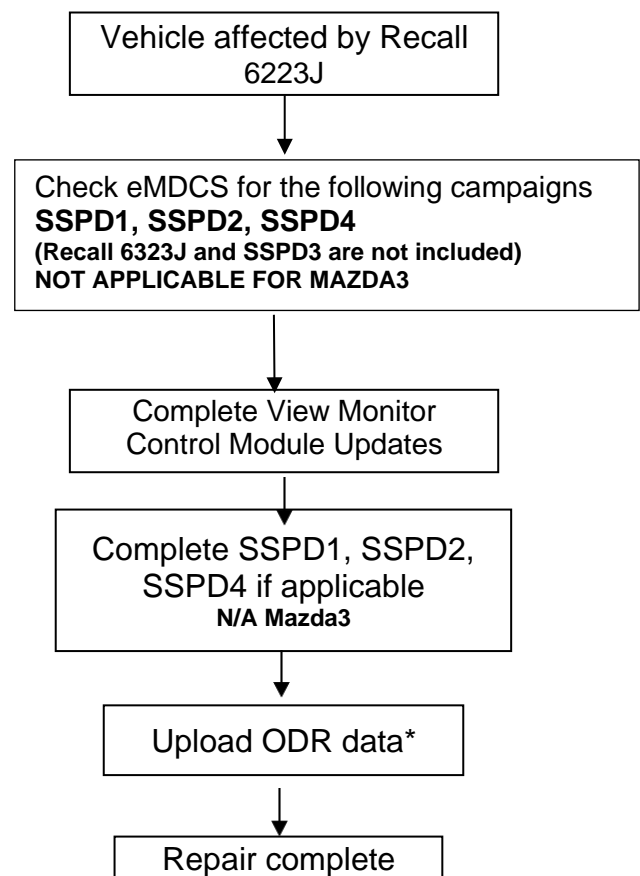 Vehicle affected by Recall
6223J
Check eMDCS for the following campaigns
SSPD1, SSPD2, SSPD4
(Recall 6323J and SSPD3 are not included)
NOT APPLICABLE FOR MAZDA3
Complete View Monitor
Control Module Updates
Complete SSPD1, SSPD2,
SSPD4 if applicable
N/A Mazda3
Upload ODR data*
Repair complete